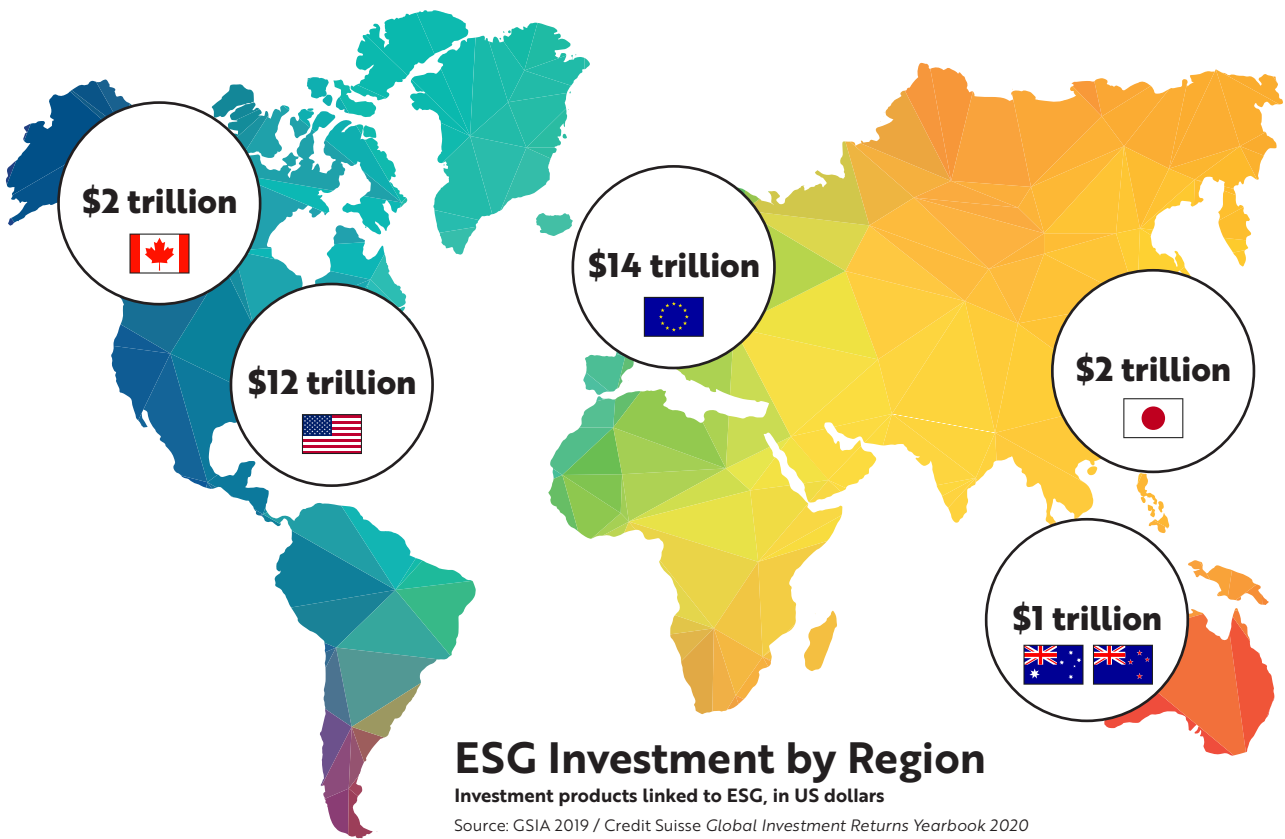 $2 trillion
$12 trillion
$14 trillion
$2 trillion
$1 trillion
ESG Investment by Region
Investment products linked to ESG, in US dollars
Source: GSIA 2019 / Credit Suisse Global Investment Returns Yearbook 2020